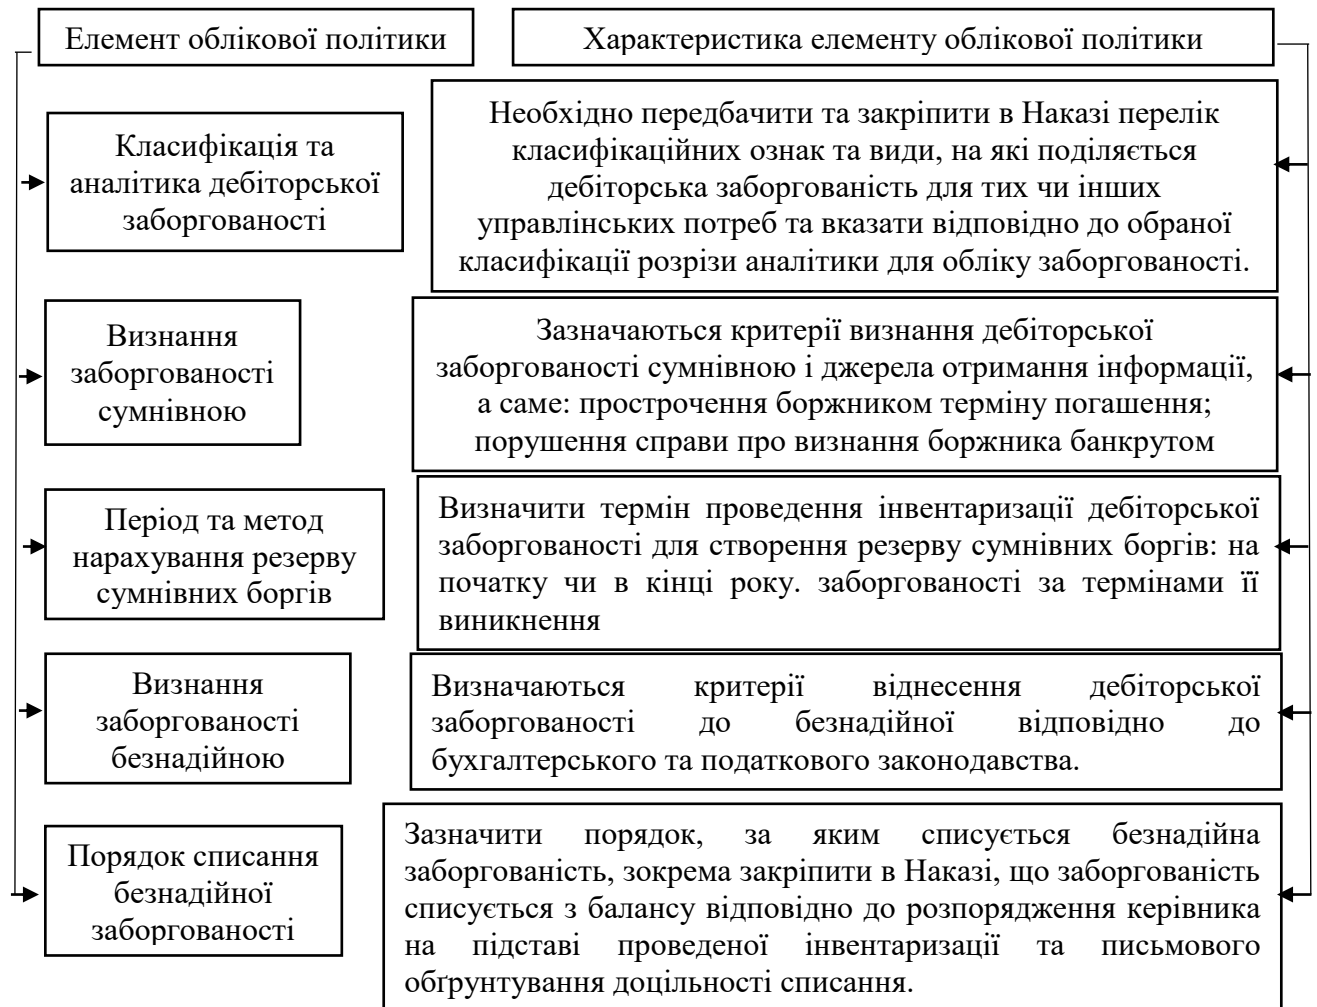 Елемент облікової політики
Характеристика елементу облікової політики
Класифікація та
аналітика дебіторської
заборгованості
Необхідно передбачити та закріпити в Наказі перелік
класифікаційних ознак та види, на які поділяється
дебіторська заборгованість для тих чи інших
управлінських потреб та вказати відповідно до обраної
класифікації розрізи аналітики для обліку заборгованості.
Визнання
заборгованості
сумнівною
Зазначаються критерії визнання дебіторської
заборгованості сумнівною і джерела отримання інформації,
а саме: прострочення боржником терміну погашення;
порушення справи про визнання боржника банкрутом
Період та метод
нарахування резерву
сумнівних боргів
Визначити термін проведення інвентаризації дебіторської
заборгованості для створення резерву сумнівних боргів: на
початку чи в кінці року. заборгованості за термінами її
виникнення
Визнання
заборгованості
безнадійною
Визначаються критерії віднесення дебіторської
заборгованості до безнадійної відповідно до
бухгалтерського та податкового законодавства.
Порядок списання
безнадійної
заборгованості
Зазначити порядок, за яким списується безнадійна
заборгованість, зокрема закріпити в Наказі, що заборгованість
списується з балансу відповідно до розпорядження керівника
на підставі проведеної інвентаризації та письмового
обґрунтування доцільності списання.